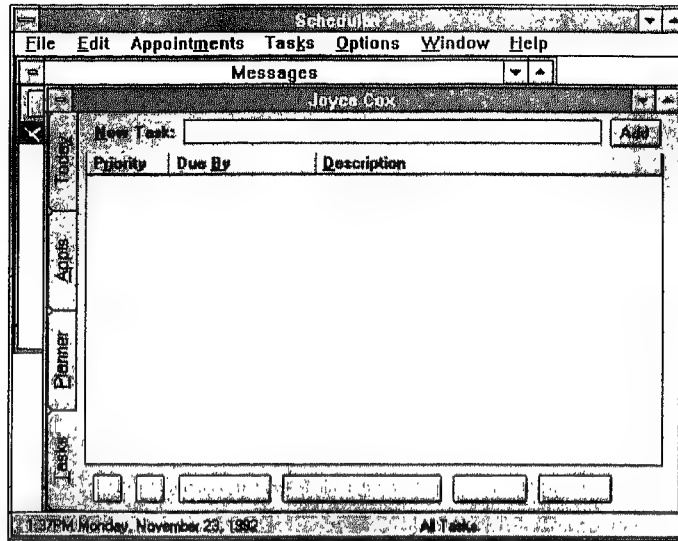 Schedule+
File Edit Appointments Tasks Options Window Help
Messages
Joyce Cox
New Task: Add
Priority Due By Description
Today
Appts
Planner
Tasks
1:37PM Monday, November 23, 1992 All Tasks